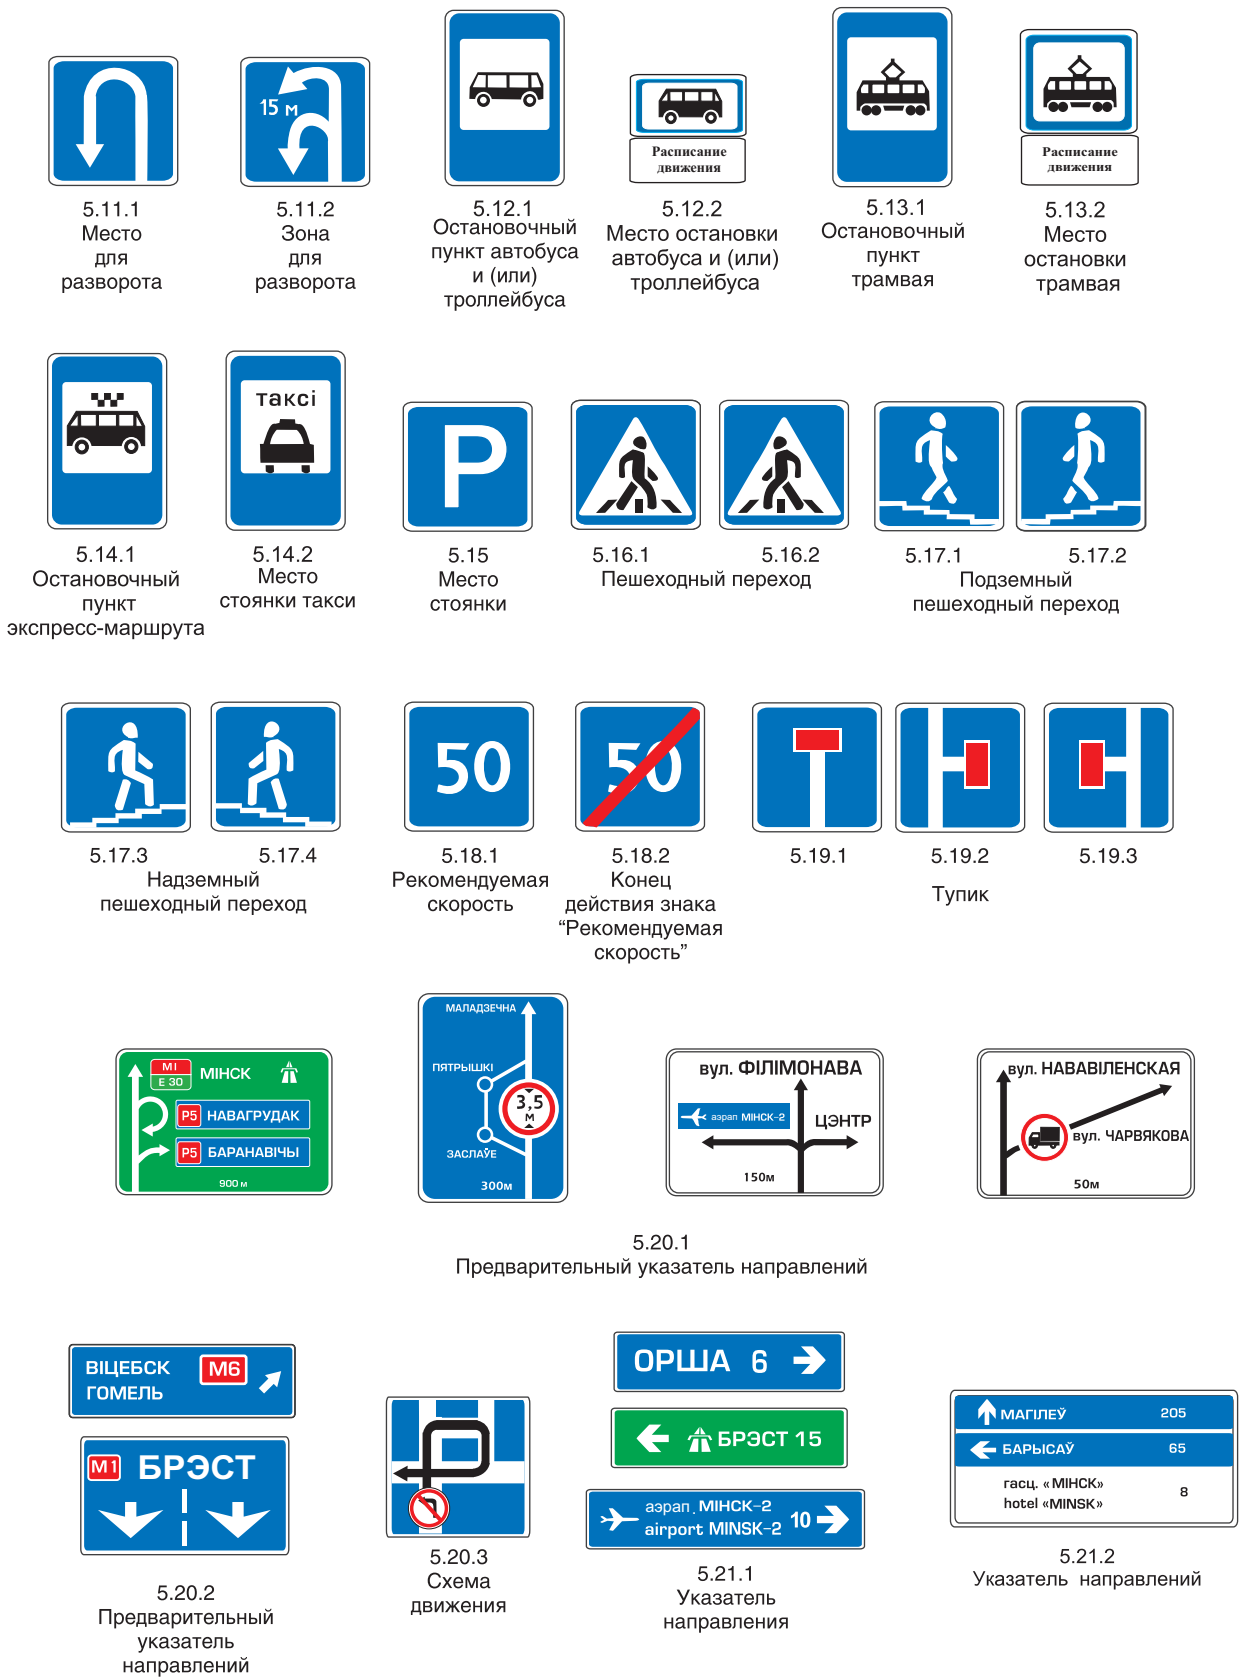 15 м
Расписание
движения
Расписание
движения
5.11.1
Место
для
разворота
5.11.2
Зона
для
разворота
5.12.1
Остановочный
пункт автобуса
и (или)
троллейбуса
5.12.2
Место остановки
автобуса и (или)
троллейбуса
5.13.1
Остановочный
пункт
трамвая
5.13.2
Место
остановки
трамвая
таксі
P
5.14.1
Остановочный
пункт
экспресс-маршрута
5.14.2
Место
стоянки такси
5.15
Место
стоянки
5.16.1 5.16.2
Пешеходный переход
5.17.1 5.17.2
Подземный
пешеходный переход
50
50
5.17.3 5.17.4
Надземный
пешеходный переход
5.18.1
Рекомендуемая
скорость
5.18.2
Конец
действия знака
“Рекомендуемая
скорость”
5.19.1 5.19.2 5.19.3
Тупик
М1
Е 30
МІНСК
Р5 НАВАГРУДАК
Р5 БАРАНАВІЧЫ
900 м
МАЛАДЗЕЧНА
ПЯТРЫШКІ
3,5
м
ЗАСЛАЎЕ
300м
вул. ФІЛІМОНАВА
аэрап МІНСК-2
ЦЭНТР
150м
вул. НАВАВІЛЕНСКАЯ
вул. ЧАРВЯКОВА
50м
5.20.1
Предварительный указатель направлений
ВІЦЕБСК М6
ГОМЕЛЬ
М1 БРЭСТ
5.20.2
Предварительный
указатель
направлений
5.20.3
Схема
движения
ОРША 6
БРЭСТ 15
аэрап. МІНСК-2
airport MINSK-2
10
5.21.1
Указатель
направления
МАГІЛЕЎ 205
БАРЫСАЎ 65
гасц. «МІНСК»
hotel «MINSK»
8
5.21.2
Указатель направлений